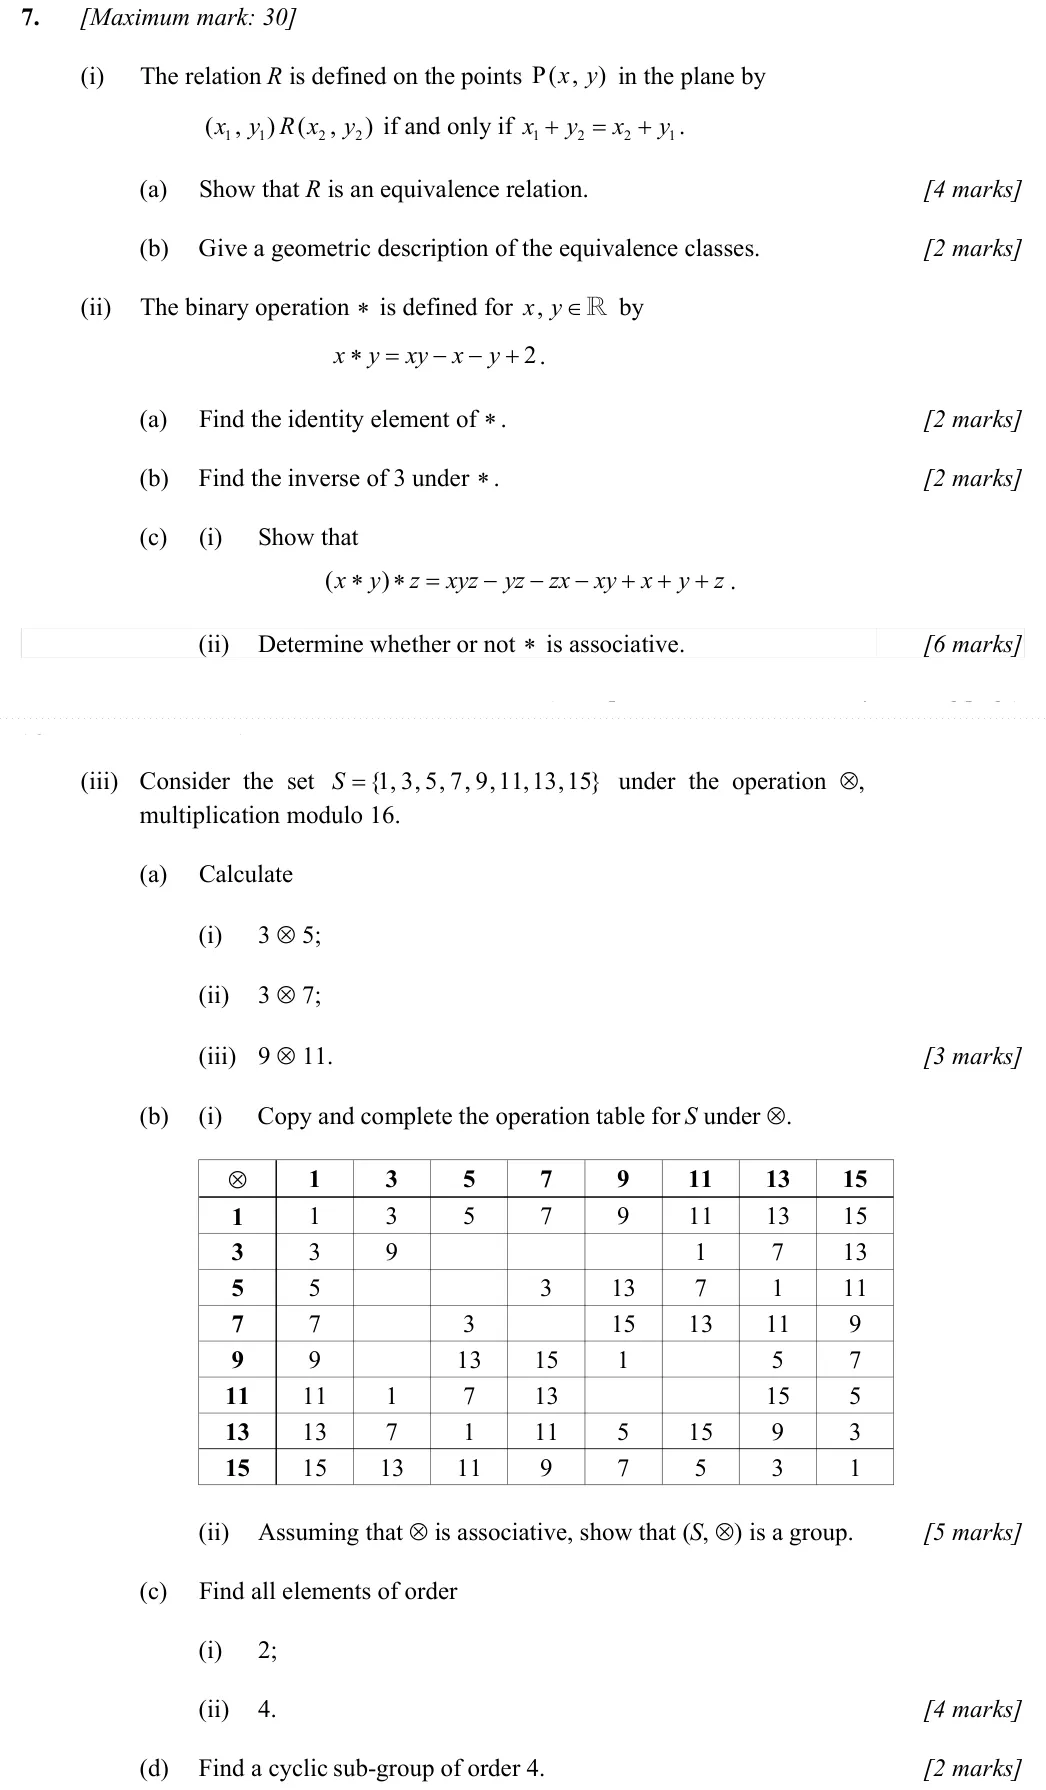 7. [Maximum mark: 30]
(i) The relation R is defined on the points P(x, y) in the plane by
(x₁, y₁) R (x₂, y₂) if and only if x₁ + y₂ = x₂ + y₁.
(a) Show that R is an equivalence relation. [4 marks]
(b) Give a geometric description of the equivalence classes. [2 marks]
(ii) The binary operation ∗ is defined for x, y ∈ ℝ by
x ∗ y = xy − x − y + 2.
(a) Find the identity element of ∗. [2 marks]
(b) Find the inverse of 3 under ∗. [2 marks]
(c) (i) Show that
(x ∗ y) ∗ z = xyz − yz − zx − xy + x + y + z.
(ii) Determine whether or not ∗ is associative. [6 marks]
(iii) Consider the set S = {1, 3, 5, 7, 9, 11, 13, 15} under the operation ⊗,
multiplication modulo 16.
(a) Calculate
(i) 3 ⊗ 5;
(ii) 3 ⊗ 7;
(iii) 9 ⊗ 11. [3 marks]
(b) (i) Copy and complete the operation table for S under ⊗.
⊗ 1 3 5 7 9 11 13 15
1 1 3 5 7 9 11 13 15
3 3 9 1 7 13
5 5 3 13 7 1 11
7 7 3 15 13 11 9
9 9 13 15 1 5 7
11 11 1 7 13 15 5
13 13 7 1 11 5 15 9 3
15 15 13 11 9 7 5 3 1
(ii) Assuming that ⊗ is associative, show that (S, ⊗) is a group. [5 marks]
(c) Find all elements of order
(i) 2;
(ii) 4. [4 marks]
(d) Find a cyclic sub-group of order 4. [2 marks]